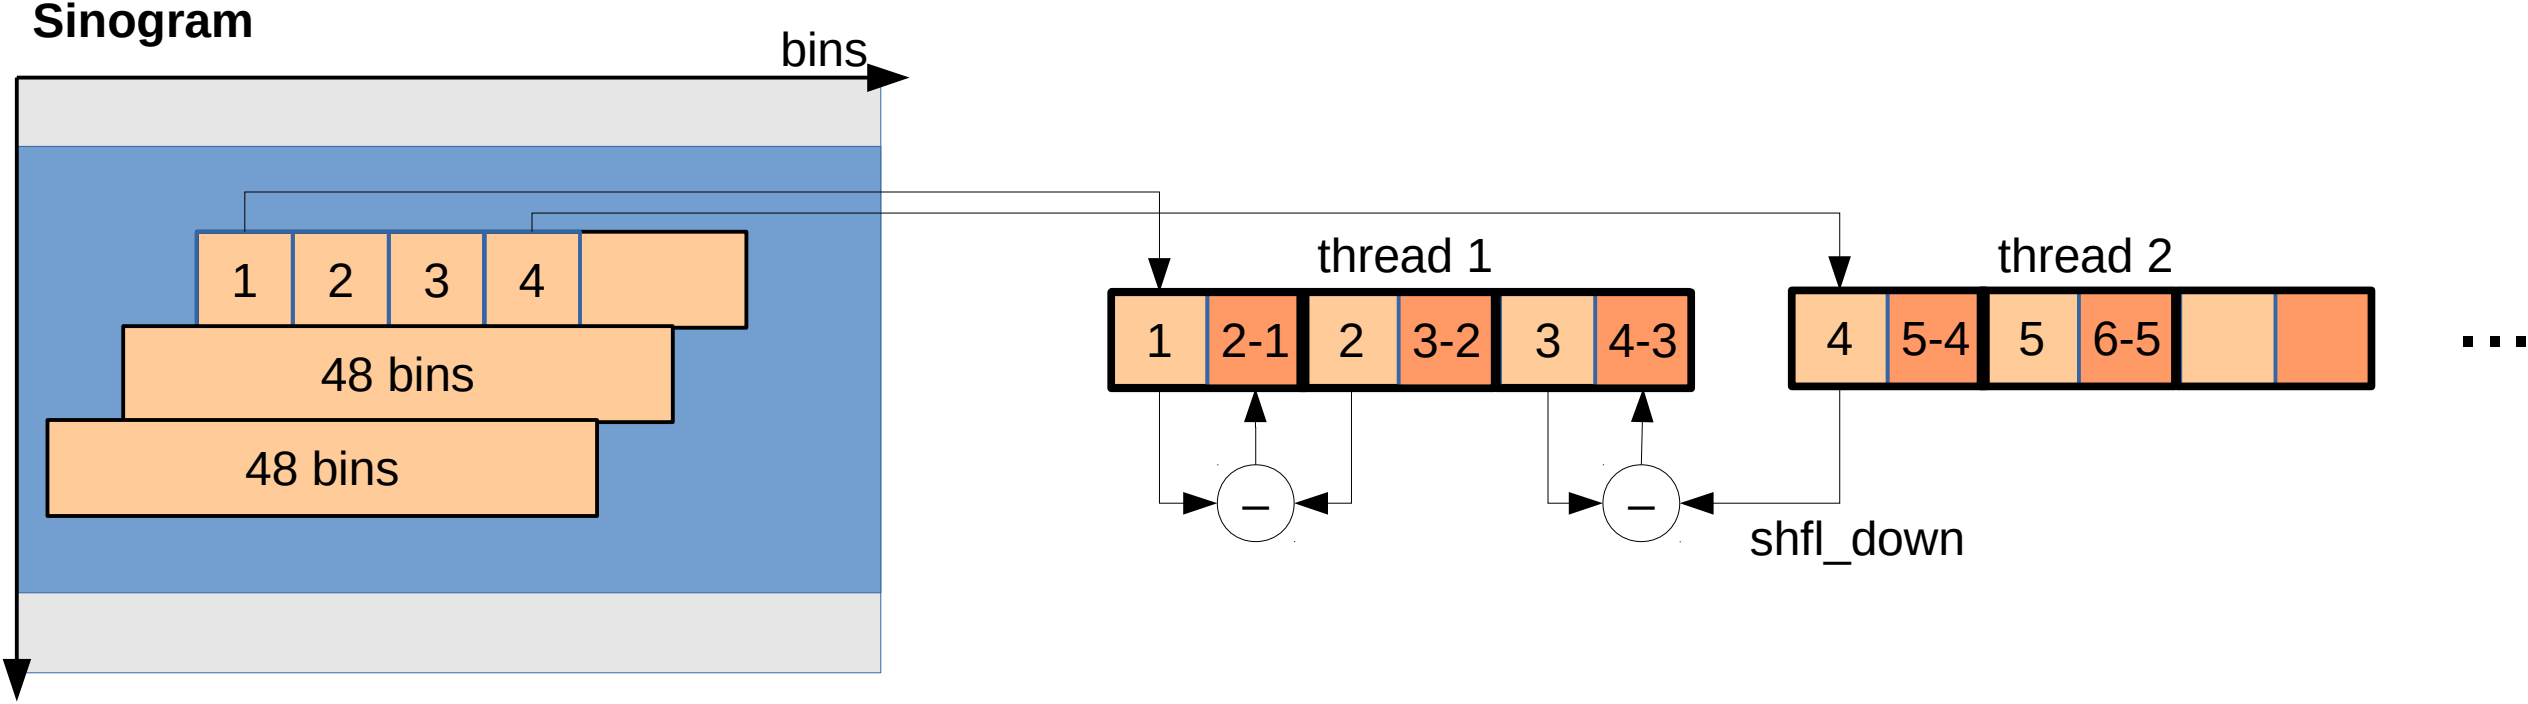 Sinogram
bins
1 2 3 4
48 bins
48 bins
thread 1
1 2-1 2 3-2 3 4-3
– –
thread 2
4 5-4 5 6-5
shfl_down
...